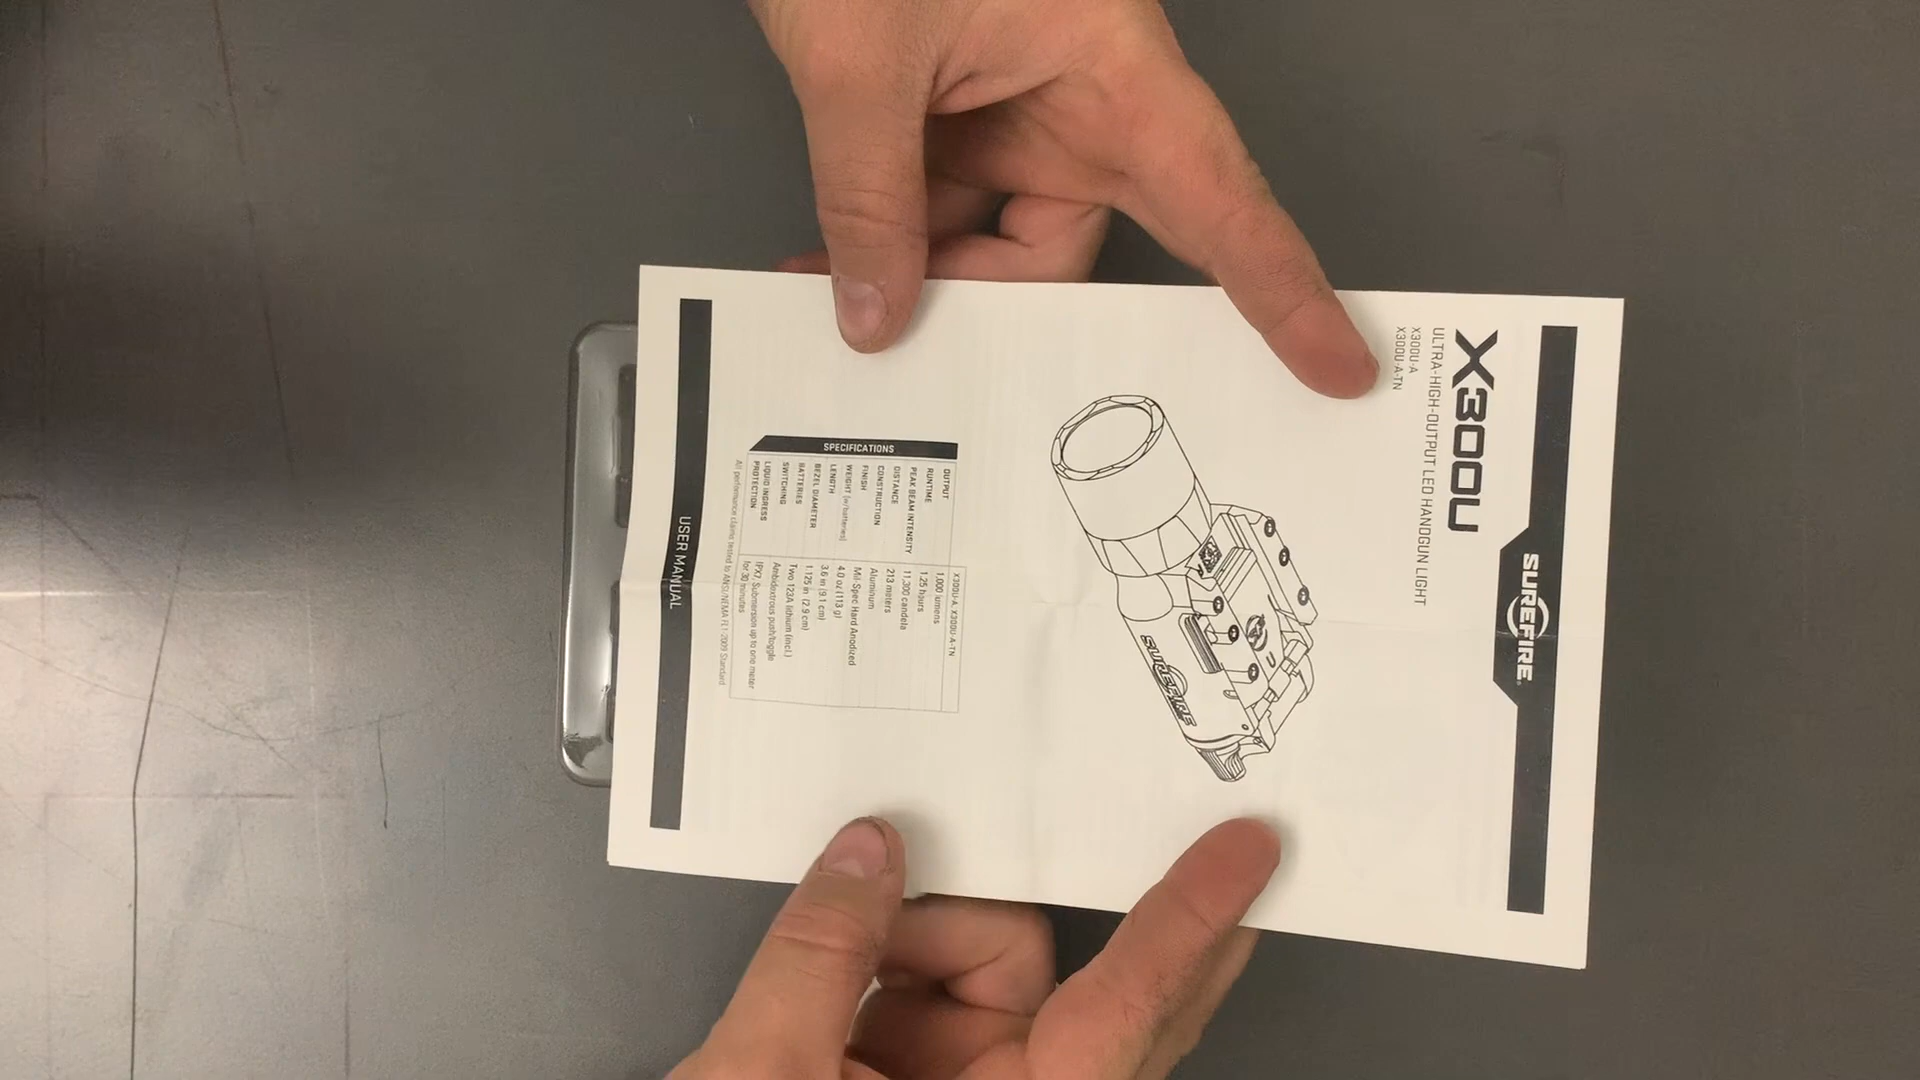 SUREFIRE®
X300U
ULTRA-HIGH-OUTPUT LED HANDGUN LIGHT
X300U-A
X300U-A-TN
U
SUREFIRE
SPECIFICATIONS
X300U-A, X300U-A-TN
OUTPUT 1,000 lumens
RUNTIME 1.25 hours
PEAK BEAM INTENSITY 11,300 candela
DISTANCE 213 meters
CONSTRUCTION Aluminum
FINISH Mil-Spec Hard Anodized
WEIGHT (w/batteries) 4.0 oz (113 g)
LENGTH 3.6 in (9.1 cm)
BEZEL DIAMETER 1.125 in (2.9 cm)
BATTERIES Two 123A lithium (incl.)
SWITCHING Ambidextrous push/toggle
LIQUID INGRESS IPX7, Submersion up to one meter
PROTECTION for 30 minutes
All performance claims tested to ANSI/NEMA FL1-2009 Standard
USER MANUAL